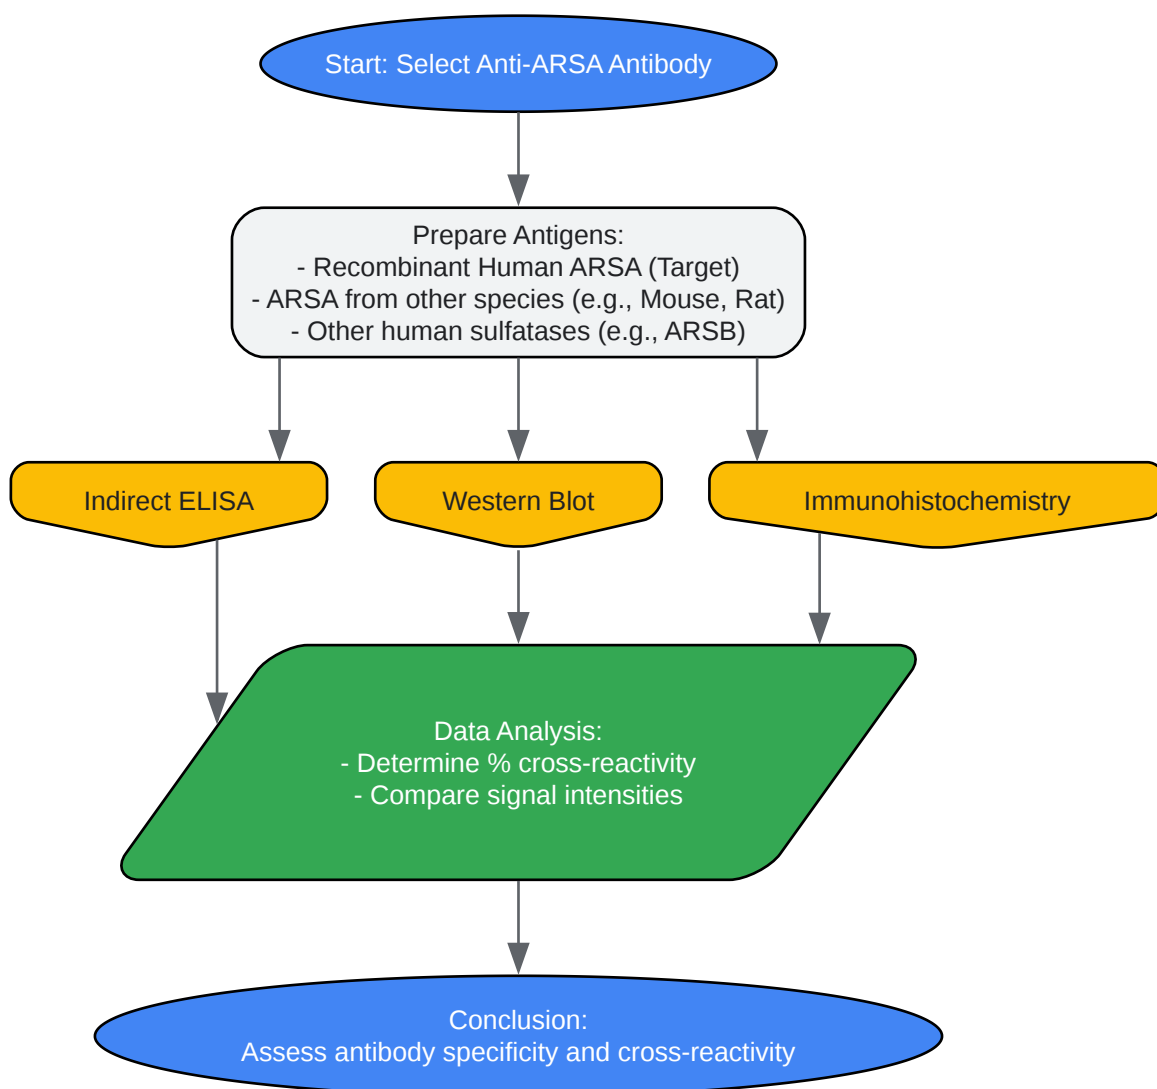 Start: Select Anti-ARSA Antibody
Prepare Antigens:
- Recombinant Human ARSA (Target)
- ARSA from other species (e.g., Mouse, Rat)
- Other human sulfatases (e.g., ARSB)
Indirect ELISA
Western Blot
Immunohistochemistry
Data Analysis:
- Determine % cross-reactivity
- Compare signal intensities
Conclusion:
Assess antibody specificity and cross-reactivity